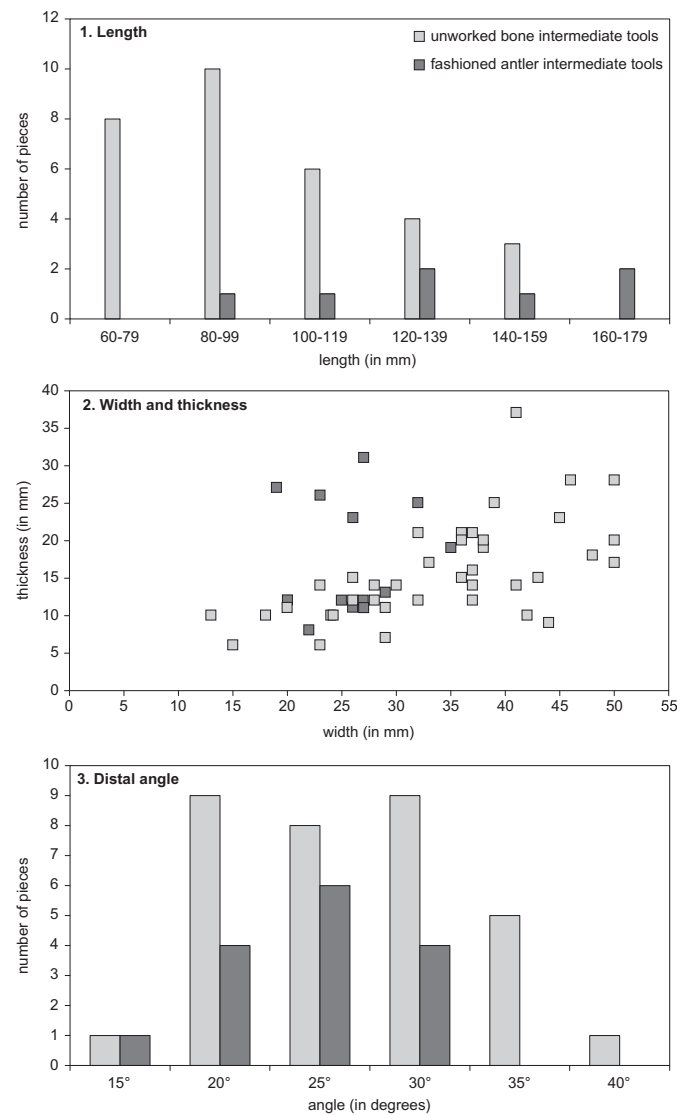 1. Length
unworked bone intermediate tools
fashioned antler intermediate tools
number of pieces
12
10
8
6
4
2
0
60-79 80-99 100-119 120-139 140-159 160-179
length (in mm)
2. Width and thickness
thickness (in mm)
40
35
30
25
20
15
10
5
0
0 5 10 15 20 25 30 35 40 45 50 55
width (in mm)
3. Distal angle
number of pieces
10
9
8
7
6
5
4
3
2
1
0
15° 20° 25° 30° 35° 40°
angle (in degrees)